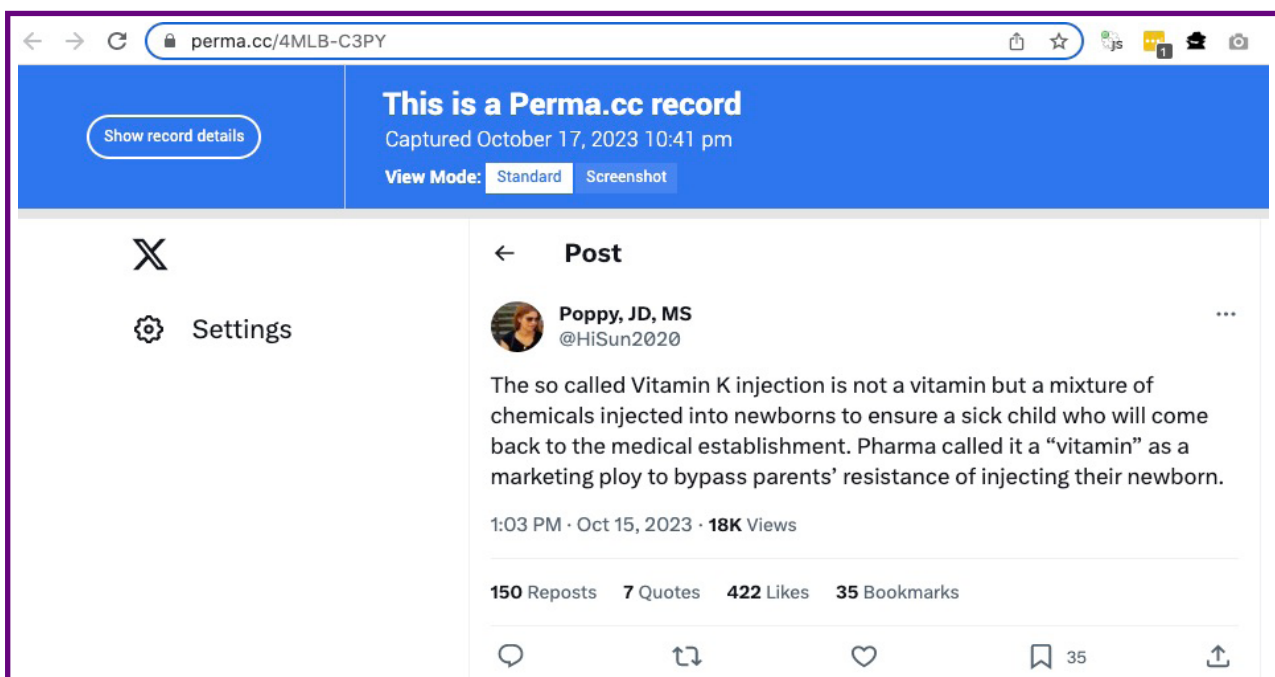 perma.cc/4MLB-C3PY
js
1
Show record details
This is a Perma.cc record
Captured October 17, 2023 10:41 pm
View Mode: Standard Screenshot
X
Settings
Post
Poppy, JD, MS
@HiSun2020
The so called Vitamin K injection is not a vitamin but a mixture of
chemicals injected into newborns to ensure a sick child who will come
back to the medical establishment. Pharma called it a “vitamin” as a
marketing ploy to bypass parents’ resistance of injecting their newborn.
1:03 PM · Oct 15, 2023 · 18K Views
150 Reposts 7 Quotes 422 Likes 35 Bookmarks
35